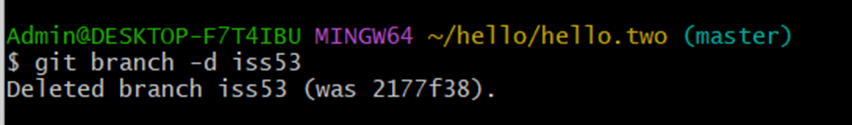 Admin@DESKTOP-F7T4IBU MINGW64 ~/hello/hello.two (master)
$ git branch -d iss53
Deleted branch iss53 (was 2177f38).